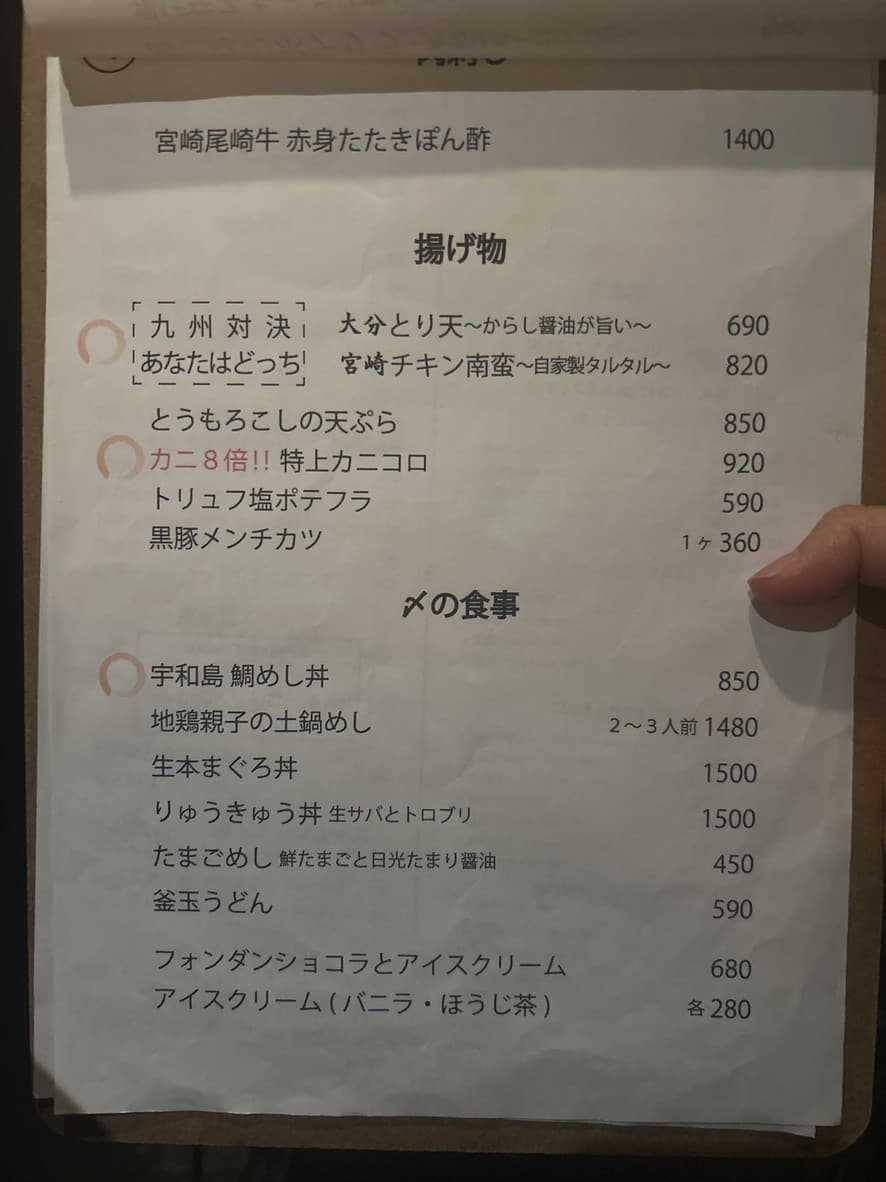 宮崎尾崎牛 赤身たたきぽん酢 1400
揚げ物
九州対決 大分とり天～からし醤油が旨い～ 690
あなたはどっち 宮崎チキン南蛮～自家製タルタル～ 820
とうもろこしの天ぷら 850
カニ８倍!! 特上カニコロ 920
トリュフ塩ポテフラ 590
黒豚メンチカツ 1ヶ360
〆の食事
宇和島 鯛めし丼 850
地鶏親子の土鍋めし 2～3人前 1480
生本まぐろ丼 1500
りゅうきゅう丼 生サバとトロブリ 1500
たまごめし 鮮たまごと日光たまり醤油 450
釜玉うどん 590
フォンダンショコラとアイスクリーム 680
アイスクリーム(バニラ・ほうじ茶) 各280